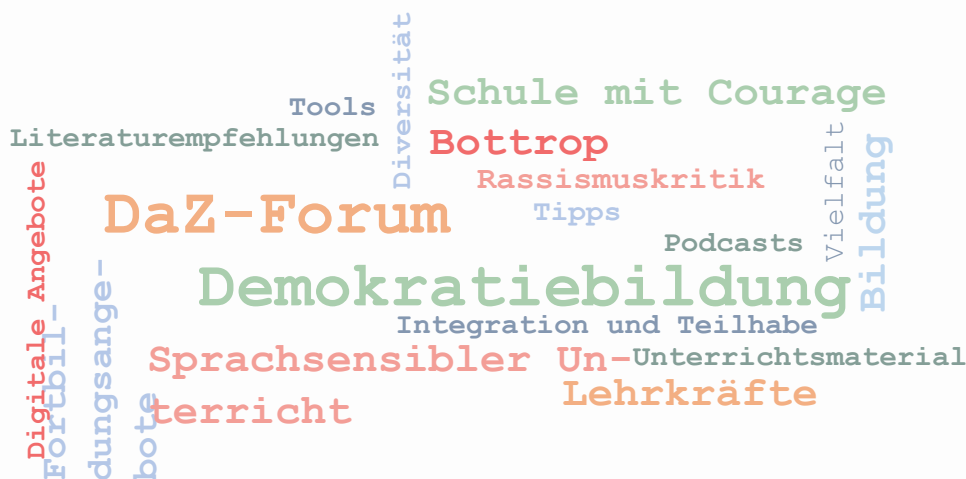 Diversität
Schule mit Courage
Tools
Literaturempfehlungen
Bottrop
Vielfalt
Bildung
Rassismuskritik
Digitale Angebote
DaZ-Forum
Tipps
Podcasts
Demokratiebildung
Fortbil-
dungsange-
bote
Integration und Teilhabe
Sprachsensibler Un-
terricht
Unterrichtsmaterial
Lehrkräfte